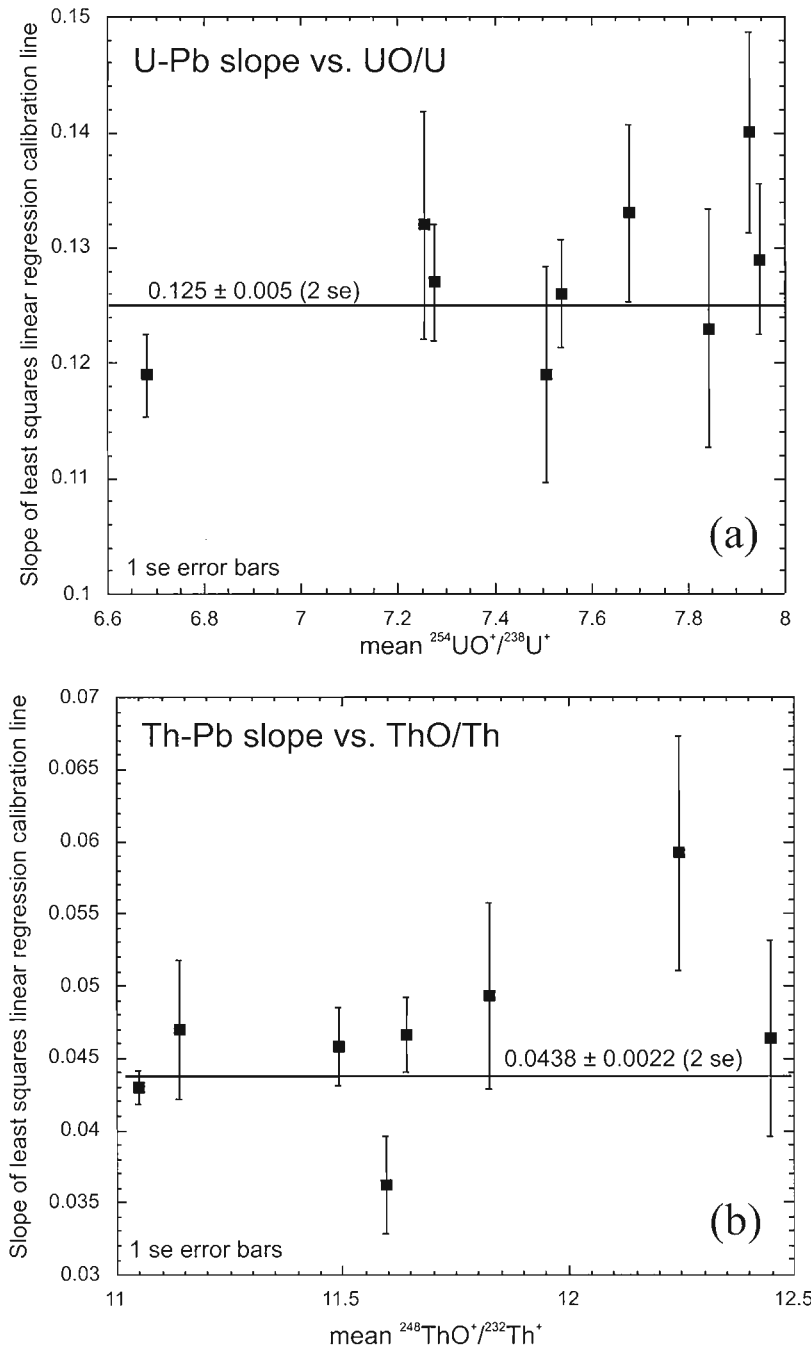 U-Pb slope vs. UO/U
Slope of least squares linear regression calibration line
0.15
0.14
0.13
0.12
0.11
0.1
0.125 ± 0.005 (2 se)
1 se error bars
(a)
6.6 6.8 7 7.2 7.4 7.6 7.8 8
mean ²⁵⁴UO⁺/²³⁸U⁺
Th-Pb slope vs. ThO/Th
Slope of least squares linear regression calibration line
0.07
0.065
0.06
0.055
0.05
0.045
0.04
0.035
0.03
0.0438 ± 0.0022 (2 se)
1 se error bars
(b)
11 11.5 12 12.5
mean ²⁴⁸ThO⁺/²³²Th⁺